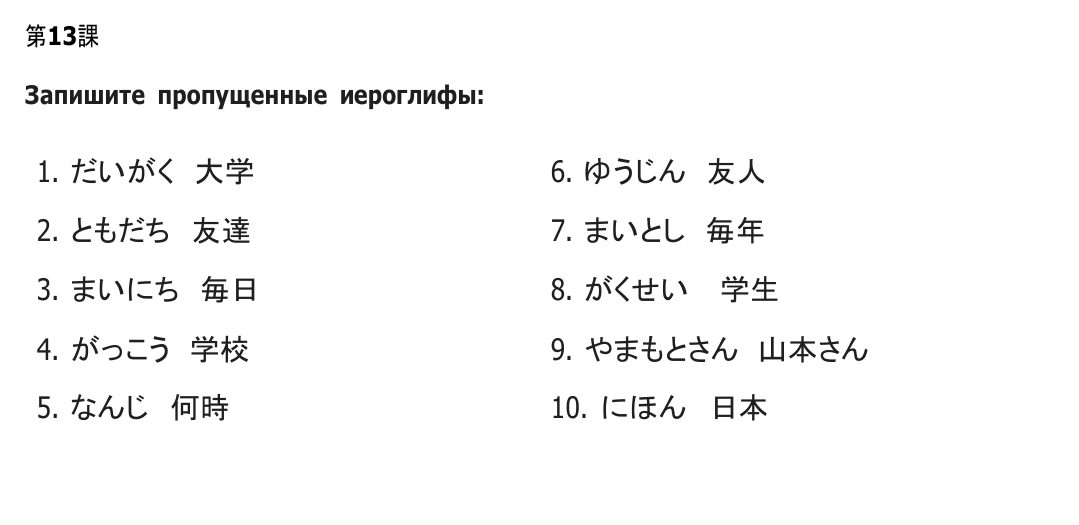 第13課
Запишите пропущенные иероглифы:
1. だいがく 大学
2. ともだち 友達
3. まいにち 毎日
4. がっこう 学校
5. なんじ 何時
6. ゆうじん 友人
7. まいとし 毎年
8. がくせい 学生
9. やまもとさん 山本さん
10. にほん 日本